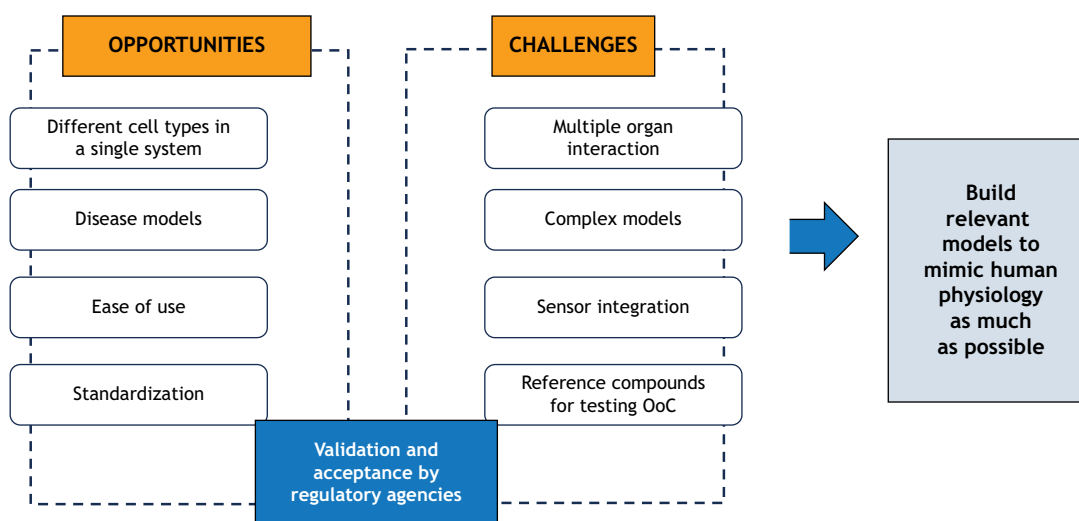 OPPORTUNITIES
Different cell types in
a single system
Disease models
Ease of use
Standardization
CHALLENGES
Multiple organ
interaction
Complex models
Sensor integration
Reference compounds
for testing OoC
Validation and
acceptance by
regulatory agencies
Build
relevant
models to
mimic human
physiology
as much
as possible